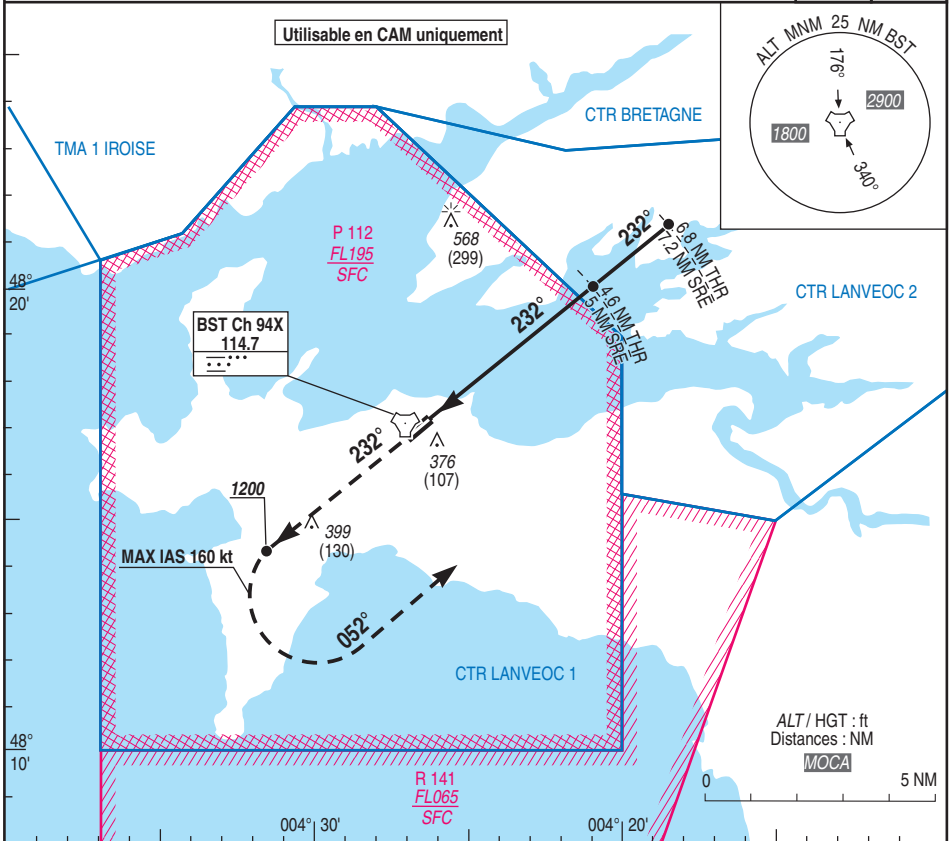 Utilisable en CAM uniquement
ALT MNM 25 NM BST
176°
2900
1800
340°
CTR BRETAGNE
TMA 1 IROISE
P 112
FL195
SFC
568
(299)
232°
6.8 NM THR
7.2 NM SRE
48°
20'
4.6 NM THR
5 NM SRE
232°
CTR LANVEOC 2
BST Ch 94X
114.7
232°
376
(107)
1200
399
(130)
MAX IAS 160 kt
052°
CTR LANVEOC 1
ALT / HGT : ft
Distances : NM
MOCA
48°
10'
R 141
FL065
SFC
0 5 NM
004° 30'
004° 20'